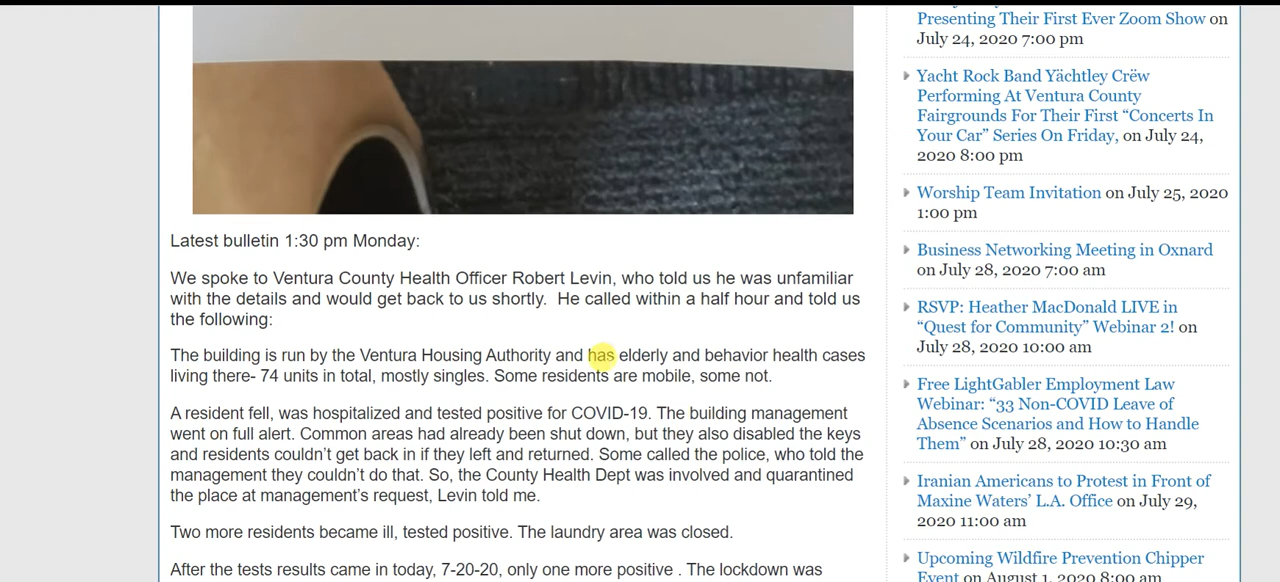 Latest bulletin 1:30 pm Monday:
We spoke to Ventura County Health Officer Robert Levin, who told us he was unfamiliar
with the details and would get back to us shortly.  He called within a half hour and told us
the following:
The building is run by the Ventura Housing Authority and has elderly and behavior health cases
living there- 74 units in total, mostly singles. Some residents are mobile, some not.
A resident fell, was hospitalized and tested positive for COVID-19. The building management
went on full alert. Common areas had already been shut down, but they also disabled the keys
and residents couldn't get back in if they left and returned. Some called the police, who told the
management they couldn't do that. So, the County Health Dept was involved and quarantined
the place at management's request, Levin told me.
Two more residents became ill, tested positive. The laundry area was closed.
After the tests results came in today, 7-20-20, only one more positive . The lockdown was
Presenting Their First Ever Zoom Show on
July 24, 2020 7:00 pm
Yacht Rock Band Yächtley Crëw
Performing At Ventura County
Fairgrounds For Their First “Concerts In
Your Car” Series On Friday, on July 24,
2020 8:00 pm
Worship Team Invitation on July 25, 2020
1:00 pm
Business Networking Meeting in Oxnard
on July 28, 2020 7:00 am
RSVP: Heather MacDonald LIVE in
“Quest for Community” Webinar 2! on
July 28, 2020 10:00 am
Free LightGabler Employment Law
Webinar: “33 Non-COVID Leave of
Absence Scenarios and How to Handle
Them” on July 28, 2020 10:30 am
Iranian Americans to Protest in Front of
Maxine Waters’ L.A. Office on July 29,
2020 11:00 am
Upcoming Wildfire Prevention Chipper
Event on August 1, 2020 8:00 am